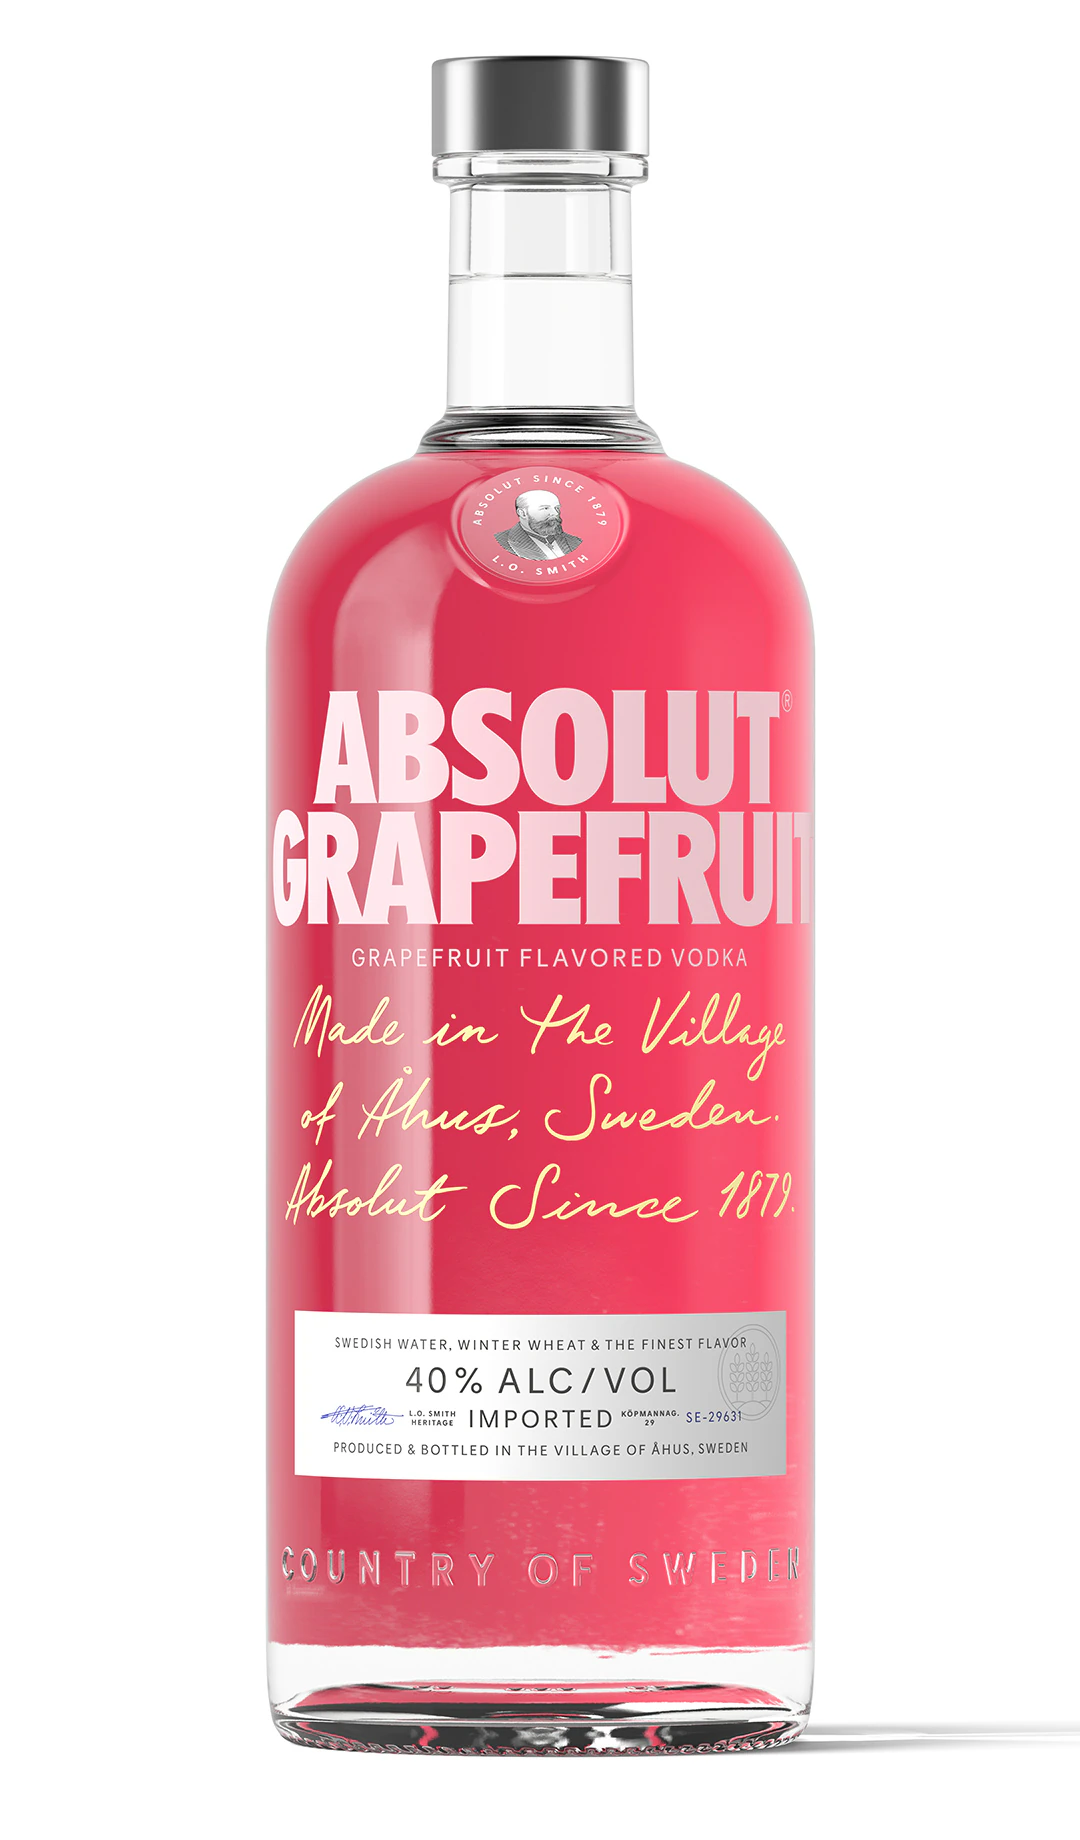 ABSOLUT SINCE 1879
L.O. SMITH
ABSOLUT®
GRAPEFRUIT
GRAPEFRUIT FLAVORED VODKA
Made in the Village
of Åhus, Sweden.
Absolut Since 1879.
SWEDISH WATER, WINTER WHEAT & THE FINEST FLAVOR
40% ALC/VOL
L.O. SMITH
HERITAGE
IMPORTED
KÖPMANNAG.
29
SE-29631
PRODUCED & BOTTLED IN THE VILLAGE OF ÅHUS, SWEDEN
COUNTRY OF SWEDEN